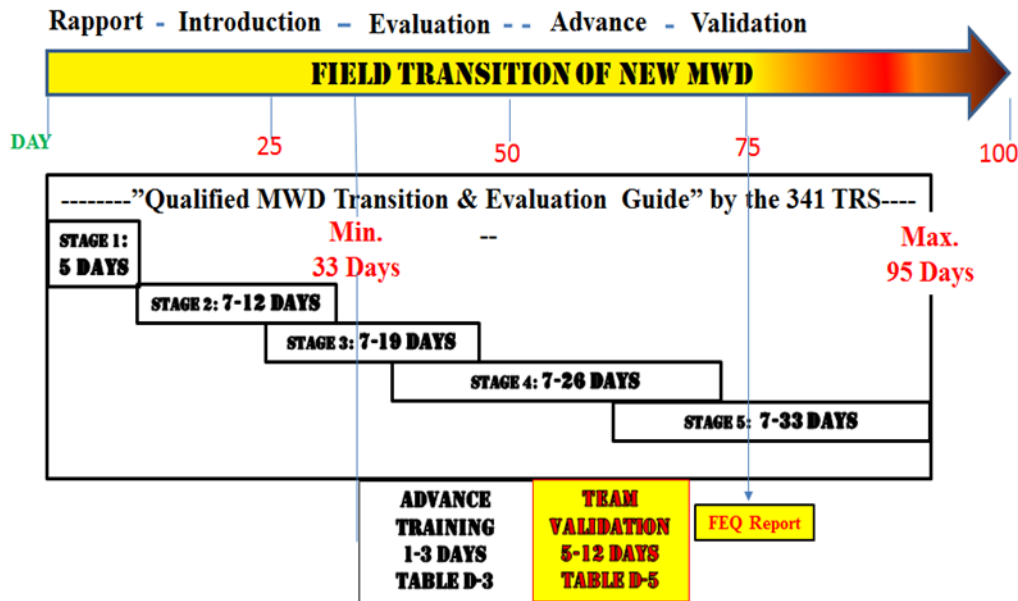 Rapport - Introduction - Evaluation - - Advance - Validation
FIELD TRANSITION OF NEW MWD
DAY 25 50 75 100
--------”Qualified MWD Transition & Evaluation Guide” by the 341 TRS----
--
STAGE 1:
5 DAYS
Min.
33 Days
Max.
95 Days
STAGE 2: 7-12 DAYS
STAGE 3: 7-19 DAYS
STAGE 4: 7-26 DAYS
STAGE 5: 7-33 DAYS
ADVANCE
TRAINING
1-3 DAYS
TABLE D-3
TEAM
VALIDATION
5-12 DAYS
TABLE D-5
FEQ Report